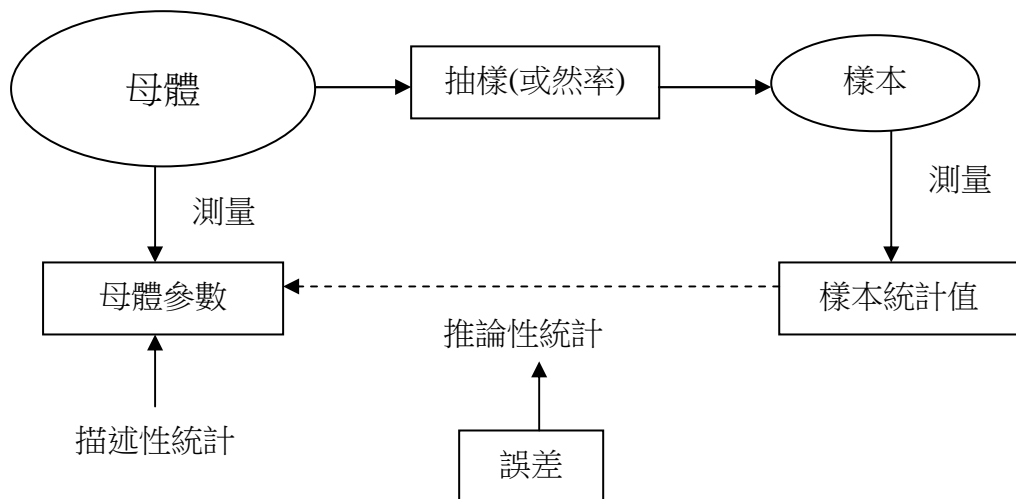 母體
抽樣(或然率)
樣本
測量
測量
母體參數
樣本統計值
推論性統計
描述性統計
誤差